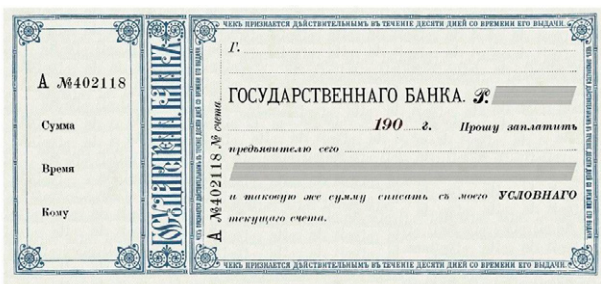 А №402118
Сумма
Время
Кому
ГОСУДАРСТВЕННЫЙ БАНКЪ
ЧЕКЪ ПРИЗНАЕТСЯ ДѢЙСТВИТЕЛЬНЫМЪ ВЪ ТЕЧЕНІЕ ДЕСЯТИ ДНЕЙ СО ВРЕМЕНИ ЕГО ВЫДАЧИ.
А №402118 № счета
Г.
ГОСУДАРСТВЕННАГО БАНКА. Р.
190 г. Прошу заплатить
предъявителю сего
и таковую же сумму списать съ моего УСЛОВНАГО
текущаго счета.
ЧЕКЪ ПРИЗНАЕТСЯ ДѢЙСТВИТЕЛЬНЫМЪ ВЪ ТЕЧЕНІЕ ДЕСЯТИ ДНЕЙ СО ВРЕМЕНИ ЕГО ВЫДАЧИ.